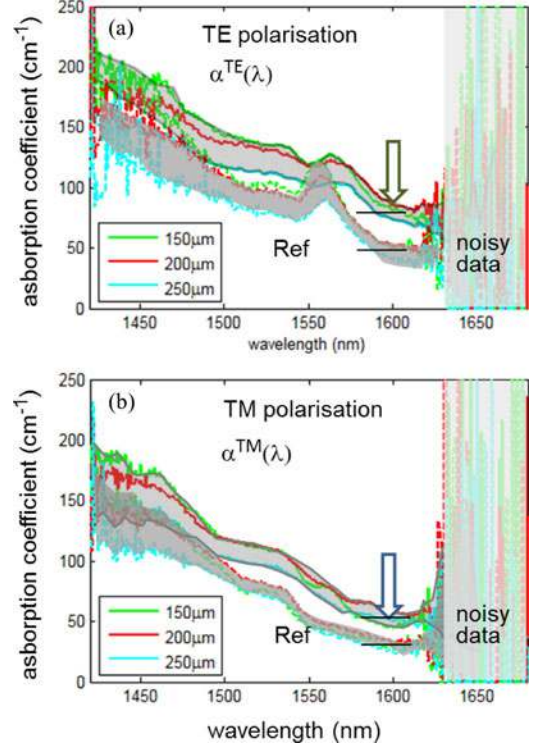 (a)
TE polarisation
α^TE(λ)
asborption coefficient (cm⁻¹)
250
200
150
100
50
0
150μm
200μm
250μm
Ref
noisy
data
1450
1500
1550
1600
1650
wavelength (nm)
(b)
TM polarisation
α^TM(λ)
asborption coefficient (cm⁻¹)
250
200
150
100
50
0
150μm
200μm
250μm
Ref
noisy
data
1450
1500
1550
1600
1650
wavelength (nm)